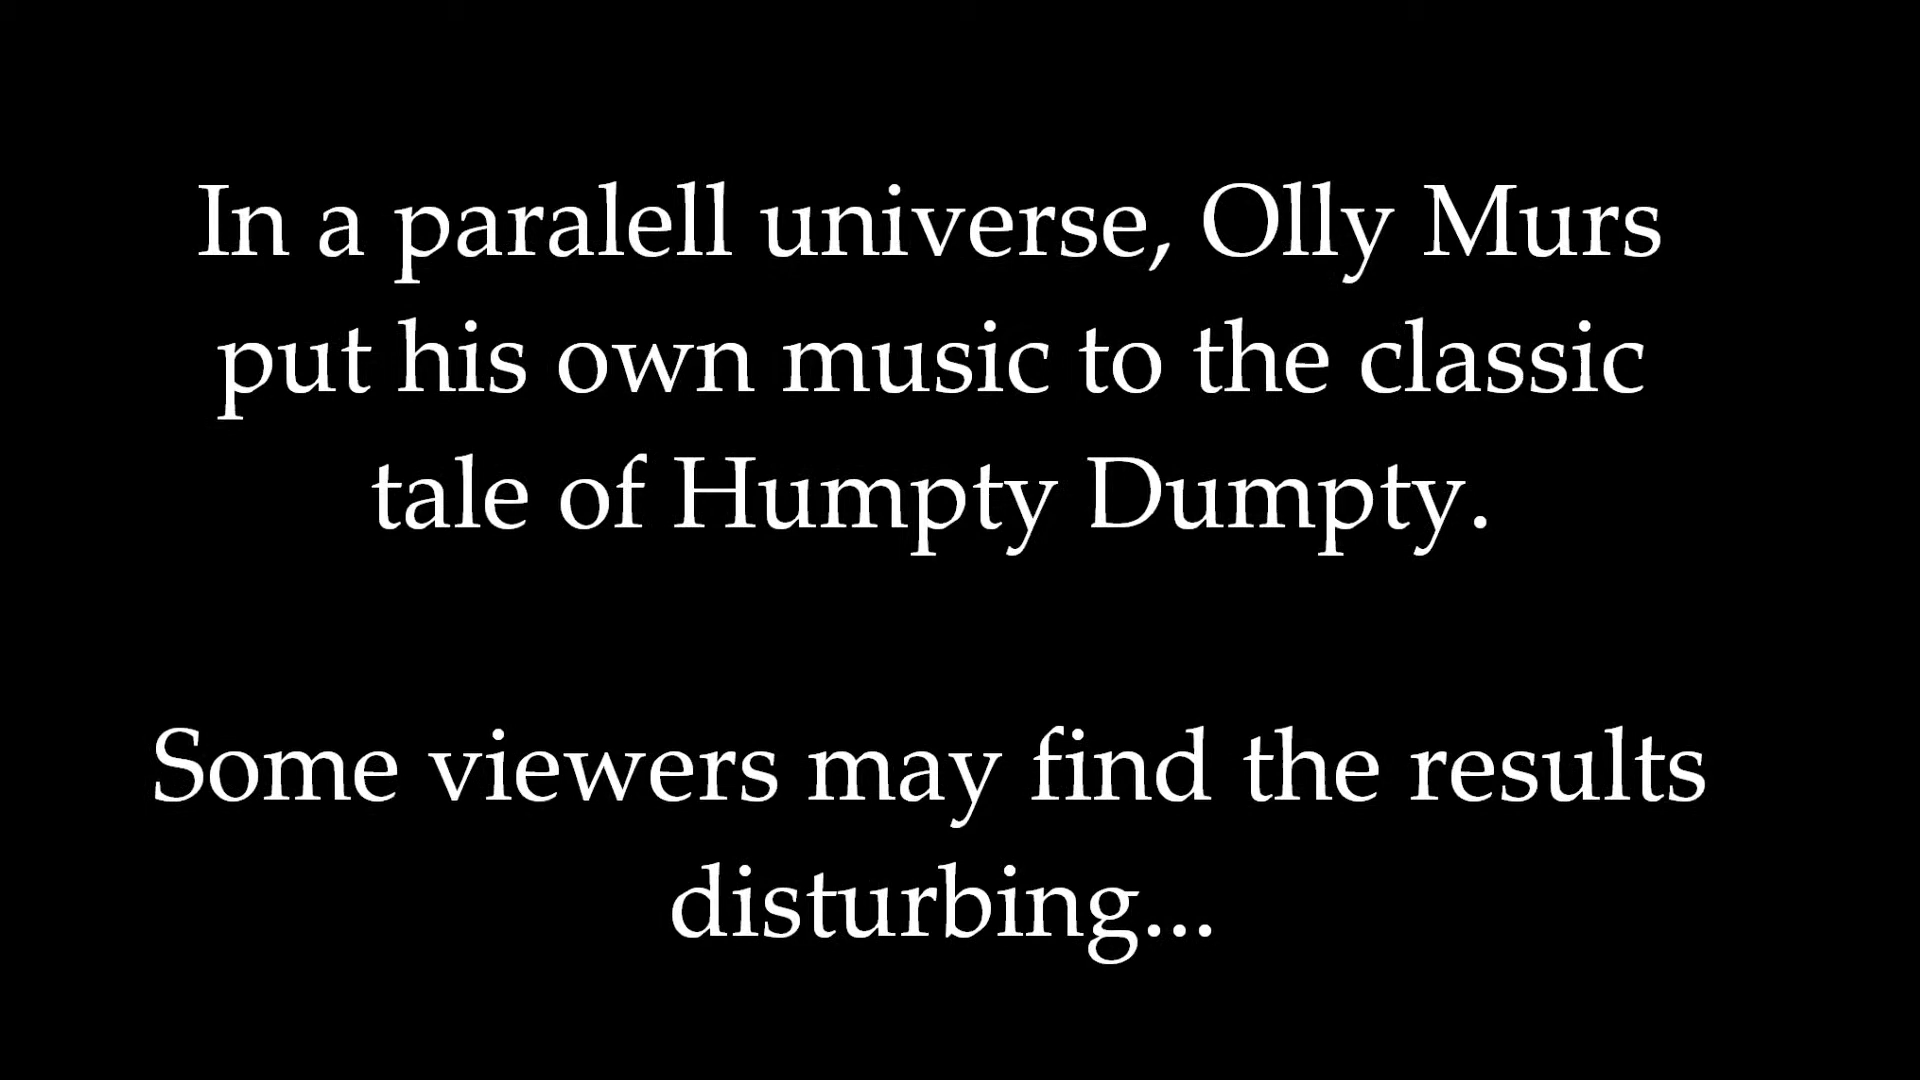 In a paralell universe, Olly Murs
put his own music to the classic
tale of Humpty Dumpty.
Some viewers may find the results
disturbing...